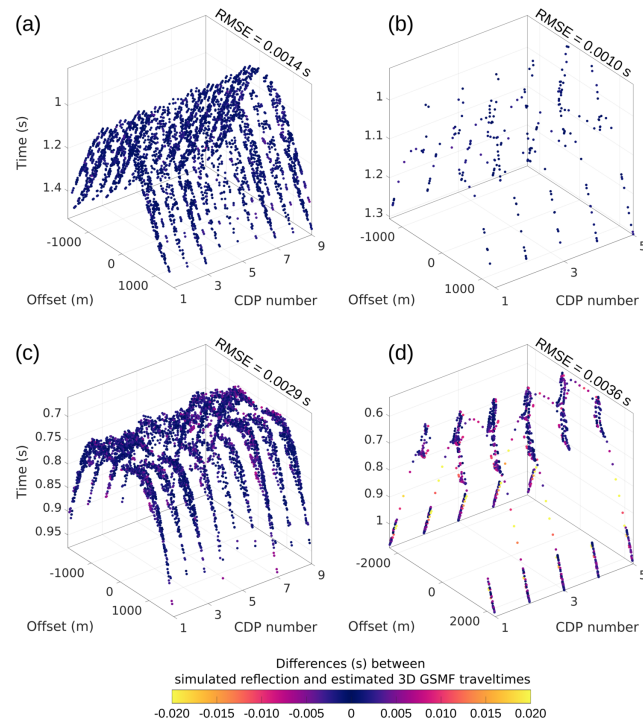 (a)
RMSE = 0.0014 s
Time (s)
1
1.2
1.4
-1000
0
1000
Offset (m)
1
3
5
7
9
CDP number
(b)
RMSE = 0.0010 s
1
1.1
1.2
1.3
-1000
0
1000
Offset (m)
1
3
5
CDP number
(c)
RMSE = 0.0029 s
Time (s)
0.7
0.75
0.8
0.85
0.9
0.95
-1000
0
1000
Offset (m)
1
3
5
7
9
CDP number
(d)
RMSE = 0.0036 s
0.6
0.7
0.8
0.9
1
-2000
0
2000
Offset (m)
1
3
5
CDP number
Differences (s) between
simulated reflection and estimated 3D GSMF traveltimes
-0.020 -0.015 -0.010 -0.005 0 0.005 0.010 0.015 0.020